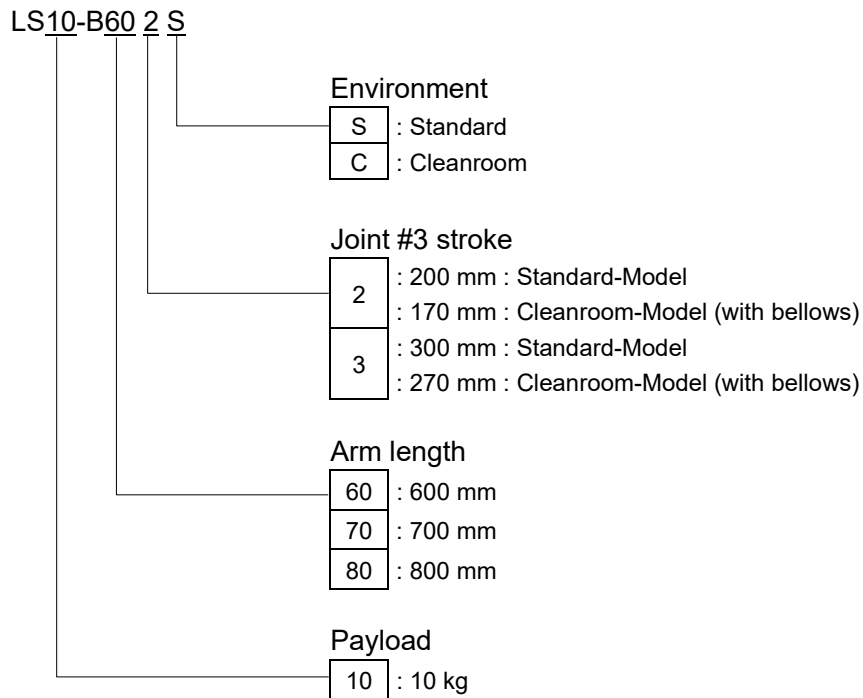 LS10-B60 2 S
Environment
S : Standard
C : Cleanroom
Joint #3 stroke
2 : 200 mm : Standard-Model
: 170 mm : Cleanroom-Model (with bellows)
3 : 300 mm : Standard-Model
: 270 mm : Cleanroom-Model (with bellows)
Arm length
60 : 600 mm
70 : 700 mm
80 : 800 mm
Payload
10 : 10 kg